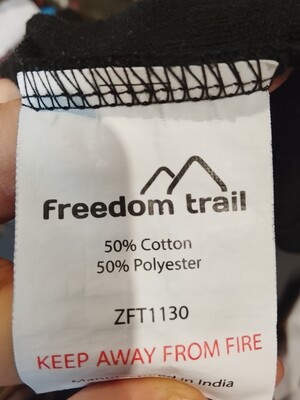 freedom trail
50% Cotton
50% Polyester
ZFT1130
KEEP AWAY FROM FIRE
in India